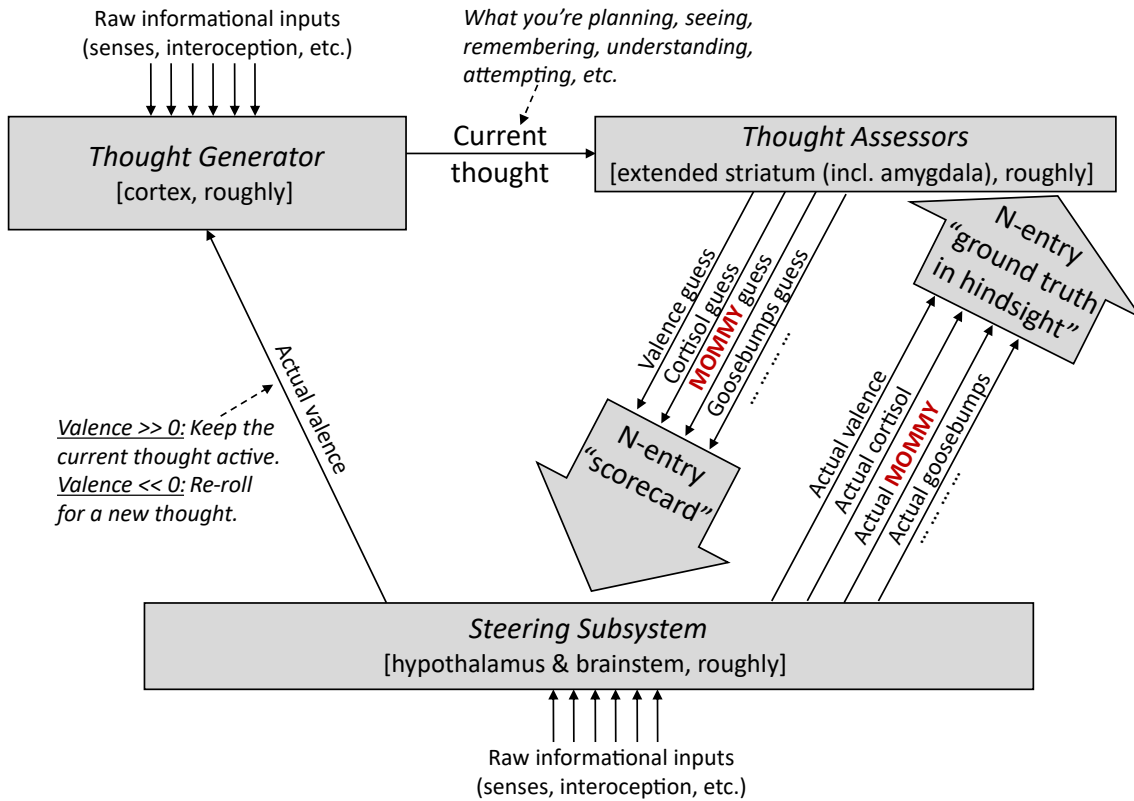 Raw informational inputs
(senses, interoception, etc.)
What you're planning, seeing,
remembering, understanding,
attempting, etc.
Thought Generator
[cortex, roughly]
Current
thought
Thought Assessors
[extended striatum (incl. amygdala), roughly]
Valence guess
Cortisol guess
MOMMY guess
Goosebumps guess
... ... ...
N-entry
“scorecard”
N-entry
“ground truth
in hindsight”
Actual valence
Actual cortisol
Actual MOMMY
Actual goosebumps
... ... ...
Actual valence
Valence >> 0: Keep the
current thought active.
Valence << 0: Re-roll
for a new thought.
Steering Subsystem
[hypothalamus & brainstem, roughly]
Raw informational inputs
(senses, interoception, etc.)